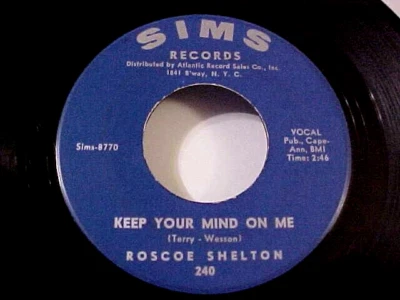 SIMS
RECORDS
Distributed by Atlantic Record Sales Co., Inc.
1841 B'way, N. Y. C.
Sims-8770
VOCAL
Pub., Cape-
Ann, BMI
Time: 2:46
KEEP YOUR MIND ON ME
(Terry - Wesson)
ROSCOE SHELTON
240